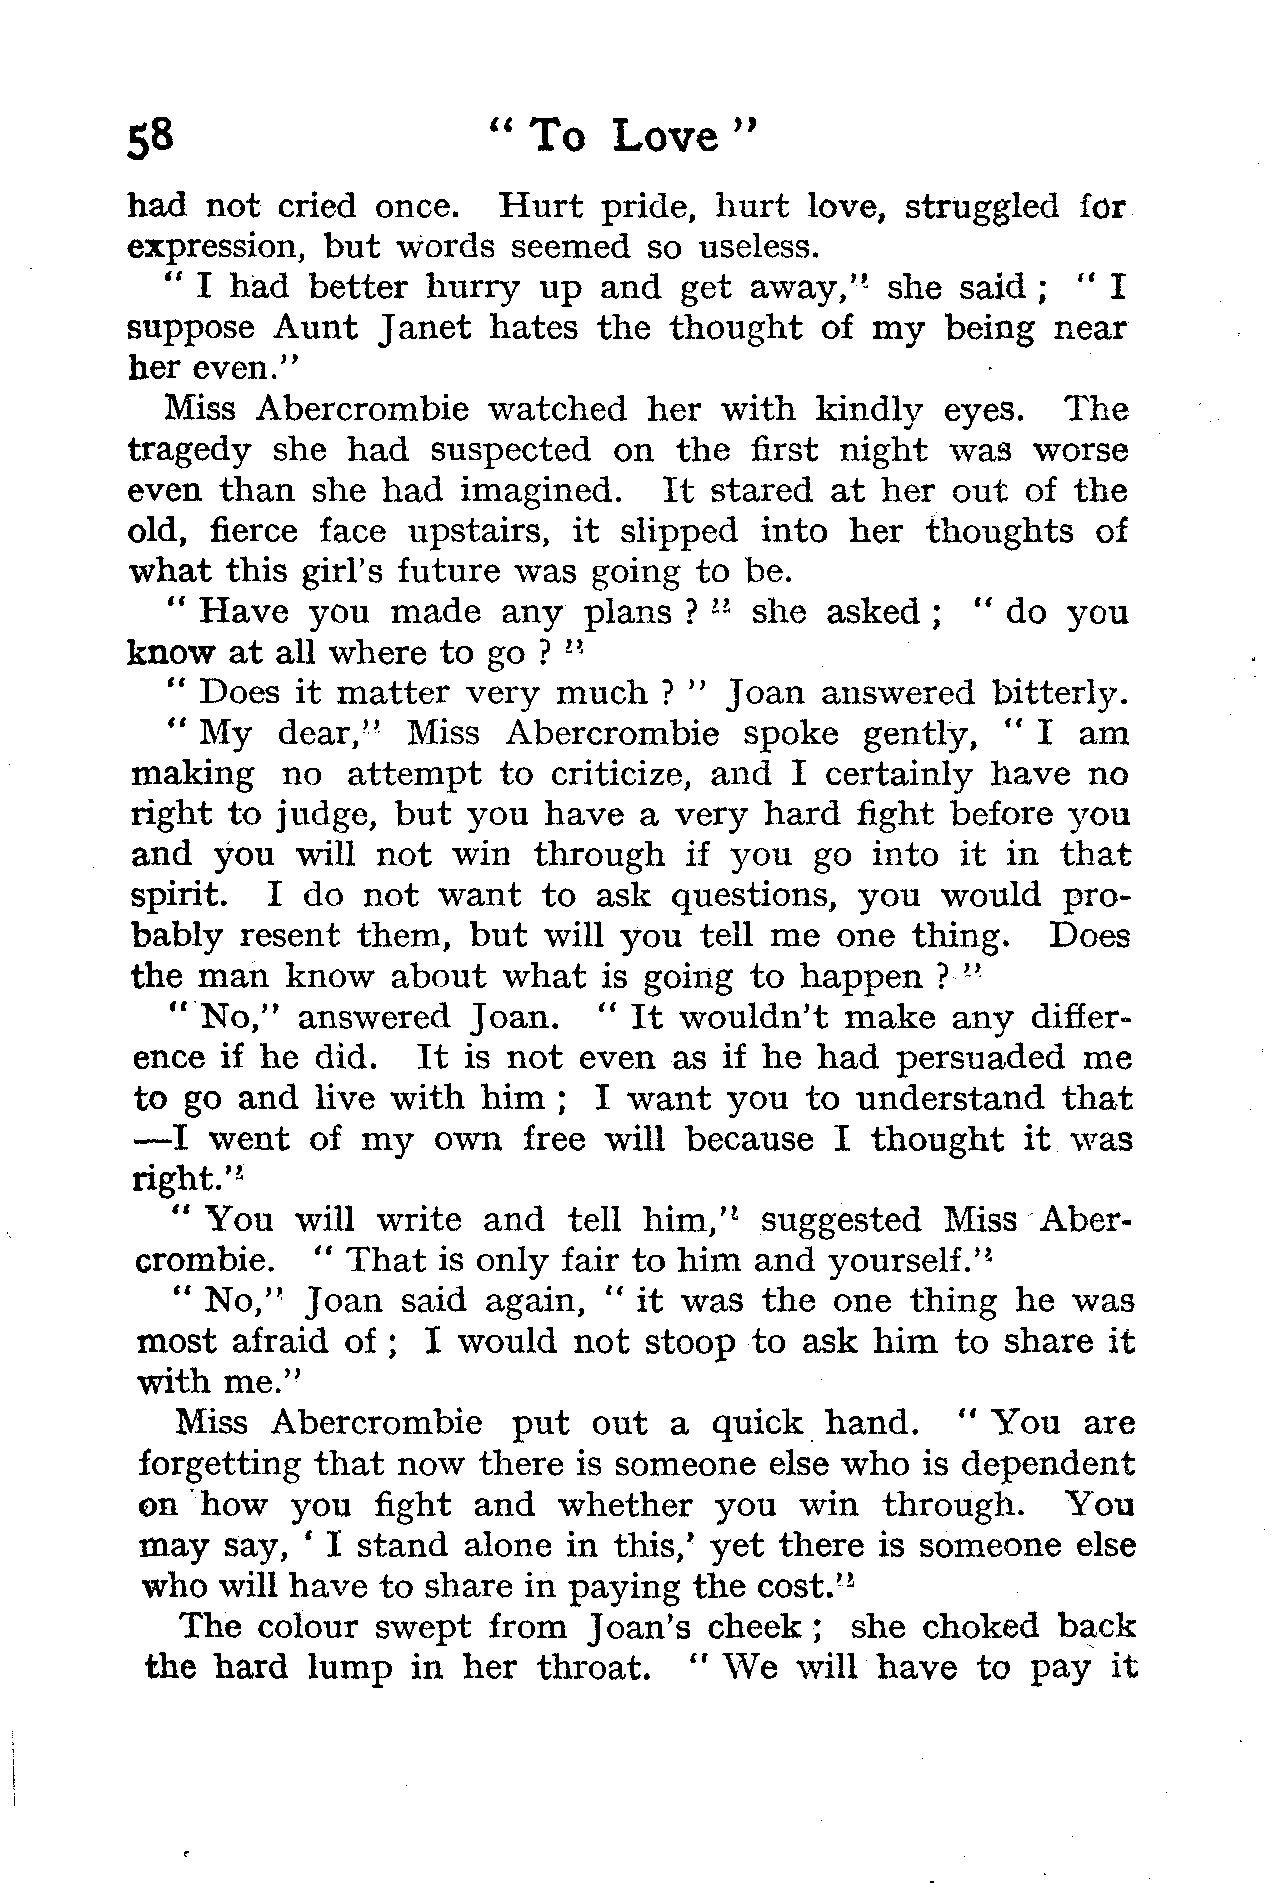 58 “ To Love ”
had not cried once. Hurt pride, hurt love, struggled for
expression, but words seemed so useless.
“ I had better hurry up and get away,” she said ; “ I
suppose Aunt Janet hates the thought of my being near
her even.”
Miss Abercrombie watched her with kindly eyes. The
tragedy she had suspected on the first night was worse
even than she had imagined. It stared at her out of the
old, fierce face upstairs, it slipped into her thoughts of
what this girl’s future was going to be.
“ Have you made any plans ? ” she asked ; “ do you
know at all where to go ? ”
“ Does it matter very much ? ” Joan answered bitterly.
“ My dear,” Miss Abercrombie spoke gently, “ I am
making no attempt to criticize, and I certainly have no
right to judge, but you have a very hard fight before you
and you will not win through if you go into it in that
spirit. I do not want to ask questions, you would pro-
bably resent them, but will you tell me one thing. Does
the man know about what is going to happen ? ”
“ No,” answered Joan. “ It wouldn’t make any differ-
ence if he did. It is not even as if he had persuaded me
to go and live with him ; I want you to understand that
—I went of my own free will because I thought it was
right.”
“ You will write and tell him,” suggested Miss Aber-
crombie. “ That is only fair to him and yourself.”
“ No,” Joan said again, “ it was the one thing he was
most afraid of ; I would not stoop to ask him to share it
with me.”
Miss Abercrombie put out a quick hand. “ You are
forgetting that now there is someone else who is dependent
on how you fight and whether you win through. You
may say, ‘ I stand alone in this,’ yet there is someone else
who will have to share in paying the cost.”
The colour swept from Joan’s cheek ; she choked back
the hard lump in her throat. “ We will have to pay it